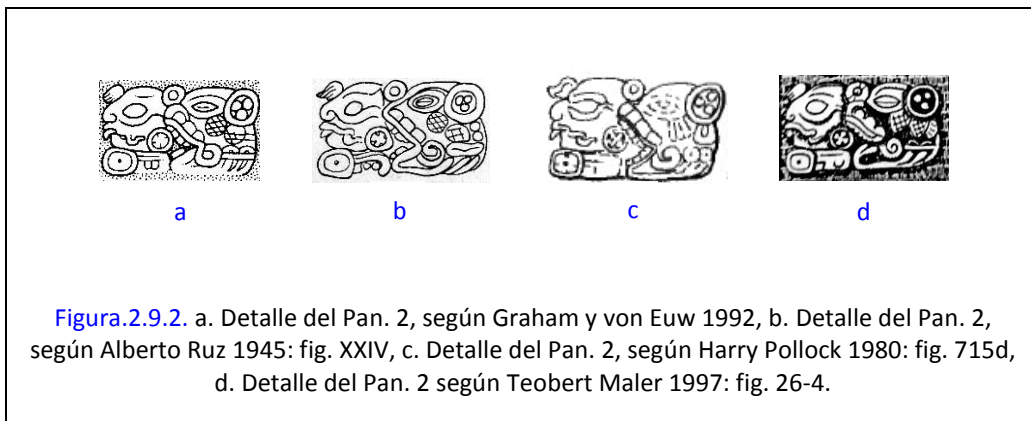 a b c d
Figura.2.9.2. a. Detalle del Pan. 2, según Graham y von Euw 1992, b. Detalle del Pan. 2,
según Alberto Ruz 1945: fig. XXIV, c. Detalle del Pan. 2, según Harry Pollock 1980: fig. 715d,
d. Detalle del Pan. 2 según Teobert Maler 1997: fig. 26-4.